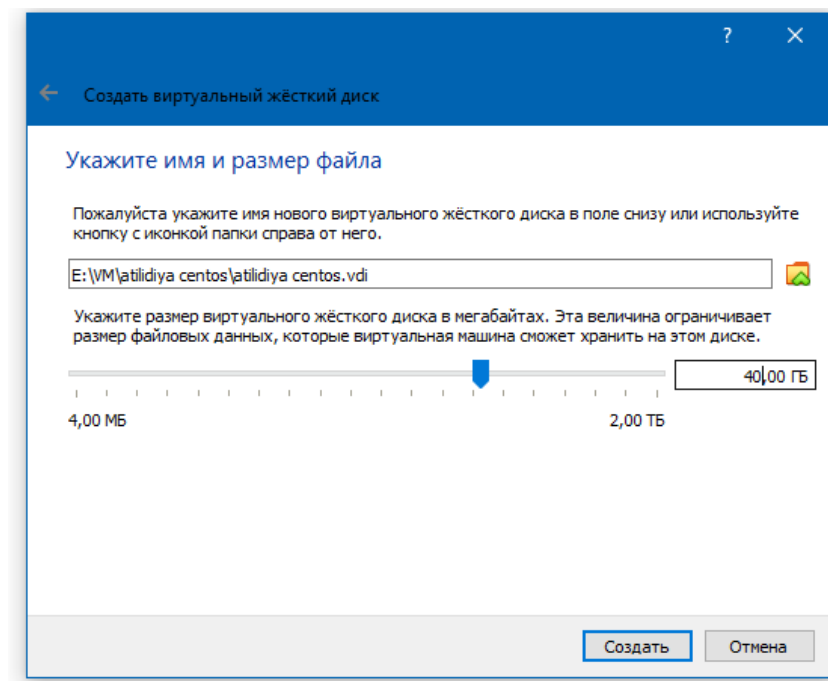 ?
Создать виртуальный жёсткий диск
Укажите имя и размер файла
Пожалуйста укажите имя нового виртуального жёсткого диска в поле снизу или используйте
кнопку с иконкой папки справа от него.
E:\VM\atilidiya centos\atilidiya centos.vdi
Укажите размер виртуального жёсткого диска в мегабайтах. Эта величина ограничивает
размер файловых данных, которые виртуальная машина сможет хранить на этом диске.
40,00 ГБ
4,00 МБ 2,00 ТБ
Создать Отмена